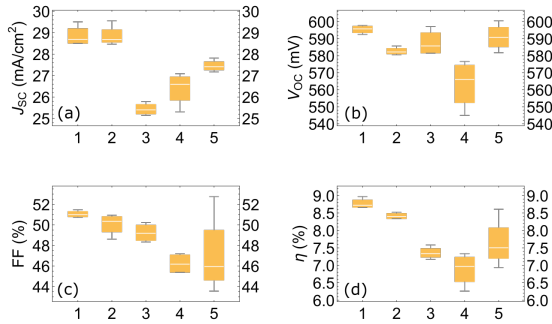 30 30
29 29
28 28
27 27
26 26
25 25
J_SC (mA/cm²)
(a)
1 2 3 4 5
600 600
590 590
580 580
570 570
560 560
550 550
540 540
V_OC (mV)
(b)
1 2 3 4 5
52 52
50 50
48 48
46 46
44 44
FF (%)
(c)
1 2 3 4 5
9.0 9.0
8.5 8.5
8.0 8.0
7.5 7.5
7.0 7.0
6.5 6.5
6.0 6.0
η (%) η (%)
(d)
1 2 3 4 5